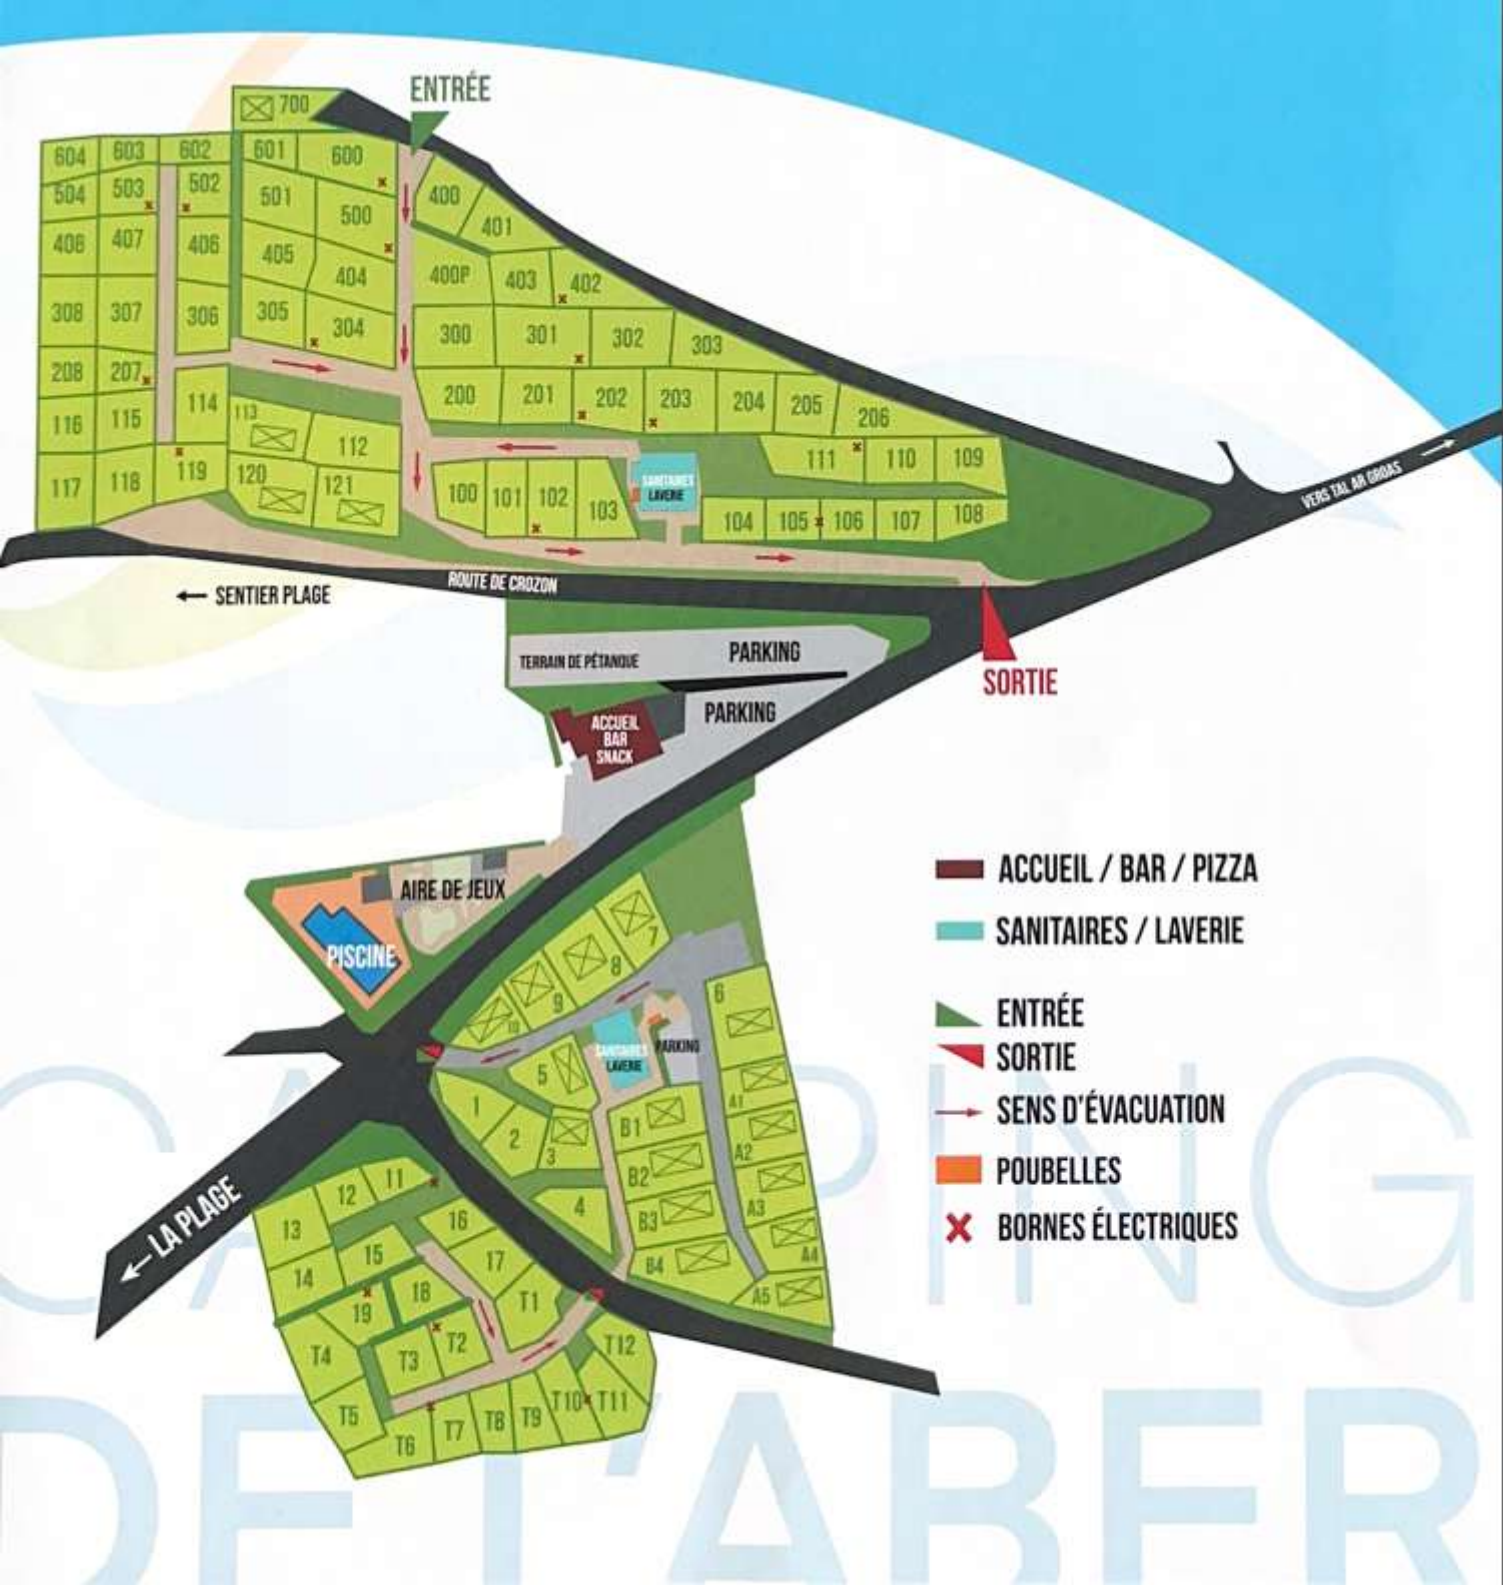 ENTRÉE
700
604 603 602 601 600
504 503 502 501 500 400 401
408 407 406 405 404 400P 403 402
308 307 306 305 304 300 301 302 303
208 207 200 201 202 203 204 205 206
116 115 114 113 112 111 110 109
117 118 119 120 121 100 101 102 103
SANITAIRES
LAVERIE
104 105 106 107 108
VERS TAL AR GROAS
← SENTIER PLAGE
ROUTE DE CROZON
SORTIE
TERRAIN DE PÉTANQUE
PARKING
PARKING
ACCUEIL
BAR
SNACK
AIRE DE JEUX
PISCINE
7
8
9
10
6
SANITAIRES
LAVERIE
PARKING
5
1
2
3
4
A1
A2
A3
A4
A5
B1
B2
B3
B4
← LA PLAGE
13 12 11
14 15 16
19 18 17
T4 T3 T2 T1
T5 T6 T7 T8 T9 T10 T11 T12
ACCUEIL / BAR / PIZZA
SANITAIRES / LAVERIE
ENTRÉE
SORTIE
SENS D'ÉVACUATION
POUBELLES
BORNES ÉLECTRIQUES
CAMPING
DE L'ABER